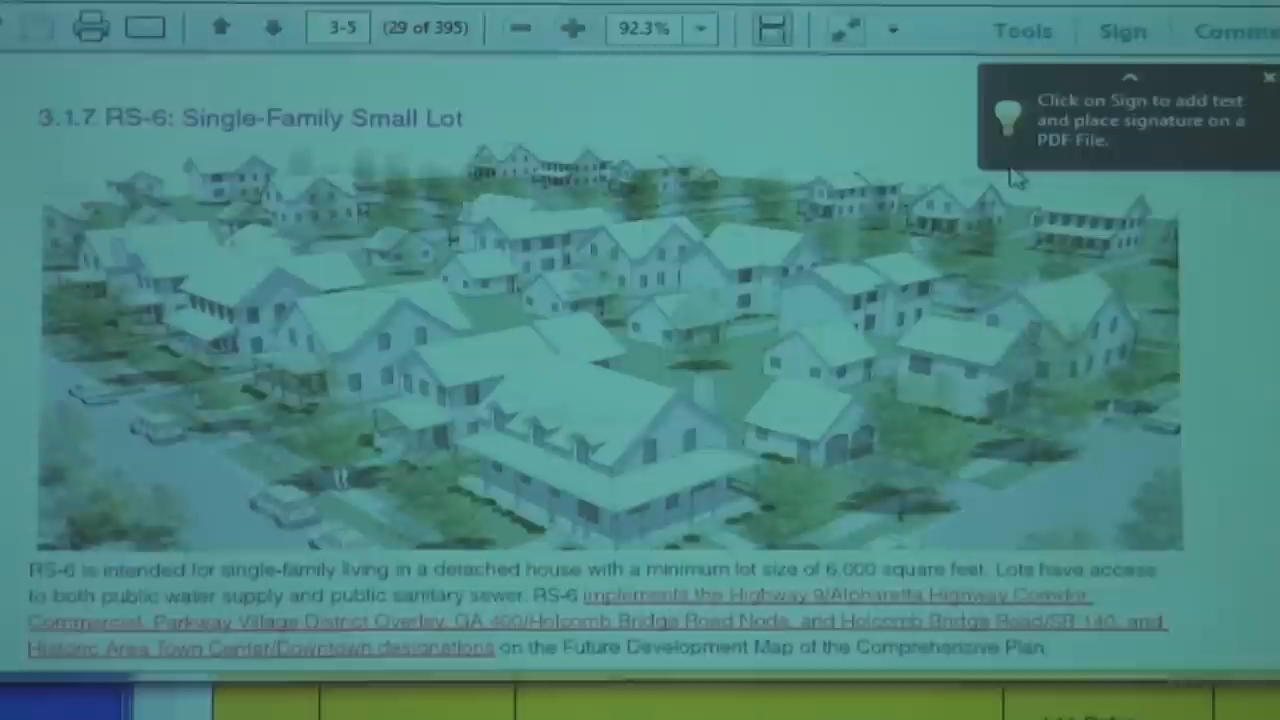 3-5 (29 of 395) 92.3% Tools Sign
3.1.7 RS-6: Single-Family Small Lot
Click on Sign to add text
and place signature on a
PDF File.
RS-6 is intended for single-family living in a detached house with a minimum lot size of 6,000 square feet. Lots have access
to both public water supply and public sanitary sewer. RS-6 implements the Highway 9/Alpharetta Highway Corridor,
Commercial, Parkway Village District Overlay, GA 400/Holcomb Bridge Road Node, and Holcomb Bridge Road/SR 140, and
Historic Area Town Center/Downtown designations on the Future Development Map of the Comprehensive Plan.